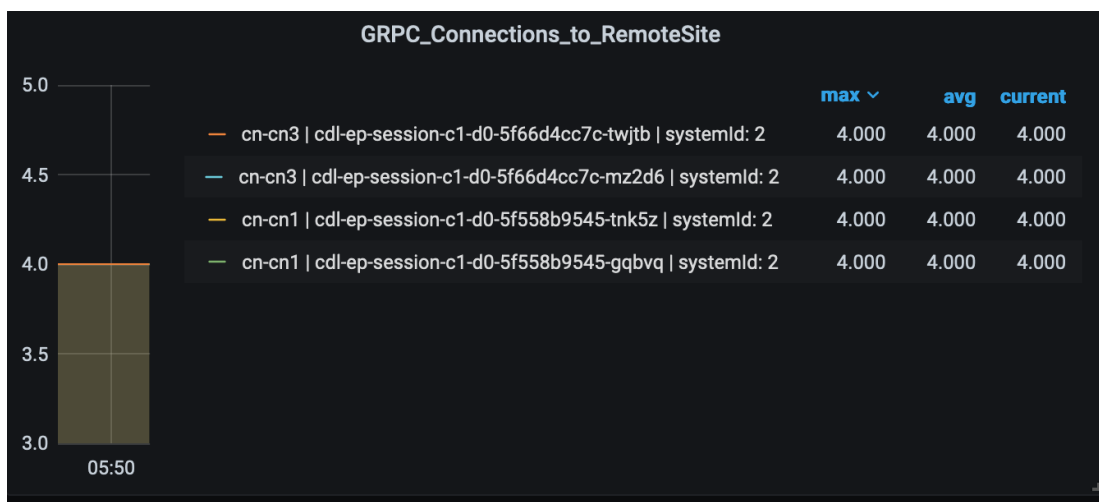 GRPC_Connections_to_RemoteSite
5.0
max avg current
cn-cn3 | cdl-ep-session-c1-d0-5f66d4cc7c-twjtb | systemId: 2 4.000 4.000 4.000
4.5
cn-cn3 | cdl-ep-session-c1-d0-5f66d4cc7c-mz2d6 | systemId: 2 4.000 4.000 4.000
cn-cn1 | cdl-ep-session-c1-d0-5f558b9545-tnk5z | systemId: 2 4.000 4.000 4.000
4.0
cn-cn1 | cdl-ep-session-c1-d0-5f558b9545-gqbvq | systemId: 2 4.000 4.000 4.000
3.5
3.0
05:50